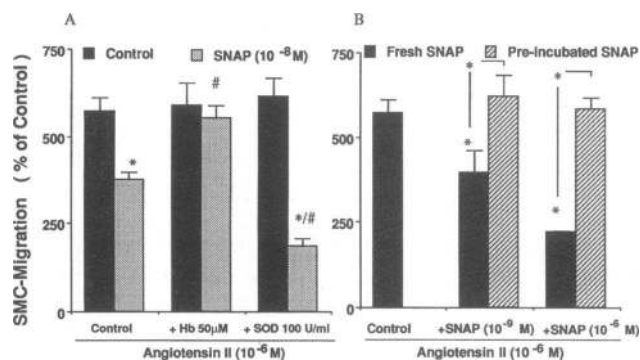 A
B
Control
SNAP (10 -8 M)
Fresh SNAP
Pre-incubated SNAP
SMC-Migration ( % of Control )
750
500
250
0
*
#
*/#
Control
+ Hb 50μM
+ SOD 100 U/ml
Angiotensin II (10 -6 M)
750
500
250
0
*
*
*
*
Control
+SNAP (10 -9 M)
+SNAP (10 -6 M)
Angiotensin II (10 -6 M)